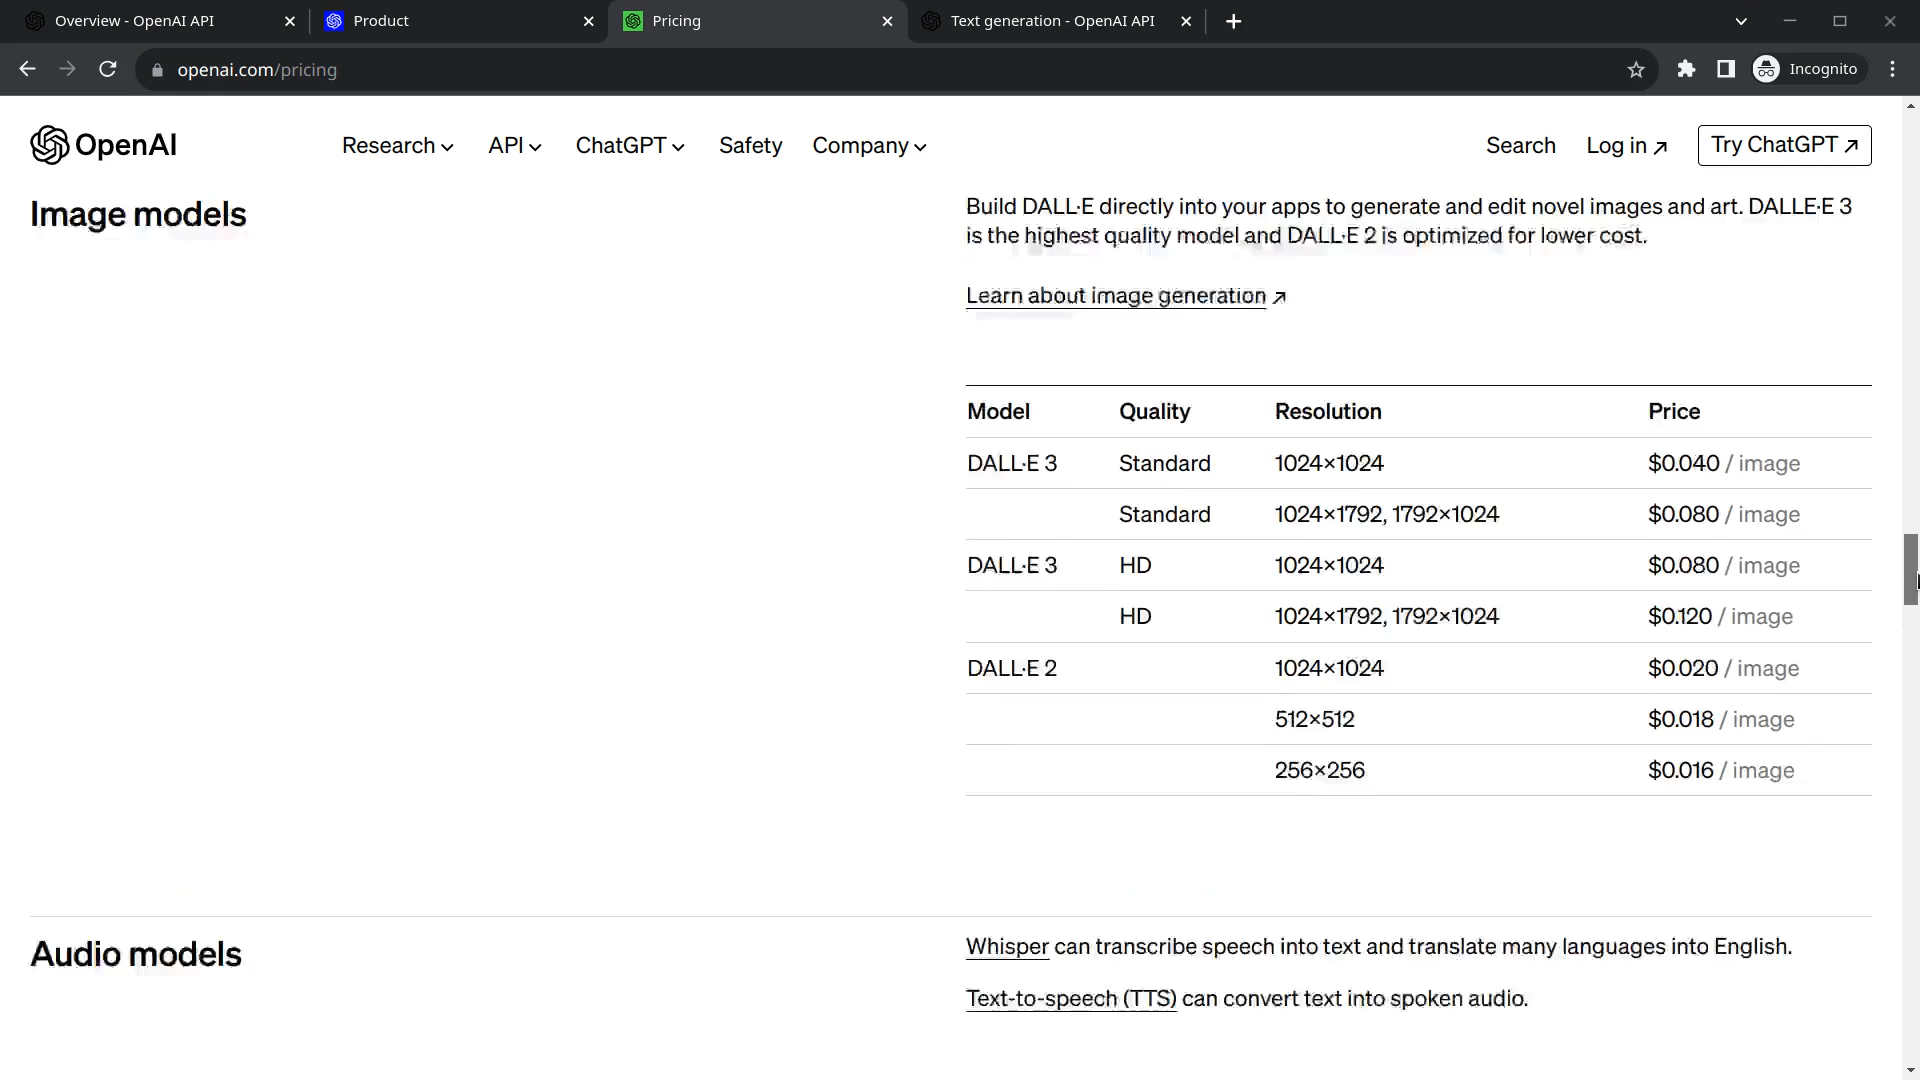 Overview - OpenAI API
Product
Pricing
Text generation - OpenAI API
openai.com/pricing
Incognito
OpenAI
Research
API
ChatGPT
Safety
Company
Search
Log in
Try ChatGPT
Image models
Build DALL·E directly into your apps to generate and edit novel images and art. DALLE·E 3
is the highest quality model and DALL·E 2 is optimized for lower cost.
Learn about image generation
Model Quality Resolution Price
DALL·E 3 Standard 1024×1024 $0.040 / image
Standard 1024×1792, 1792×1024 $0.080 / image
DALL·E 3 HD 1024×1024 $0.080 / image
HD 1024×1792, 1792×1024 $0.120 / image
DALL·E 2 1024×1024 $0.020 / image
512×512 $0.018 / image
256×256 $0.016 / image
Audio models
Whisper can transcribe speech into text and translate many languages into English.
Text-to-speech (TTS) can convert text into spoken audio.